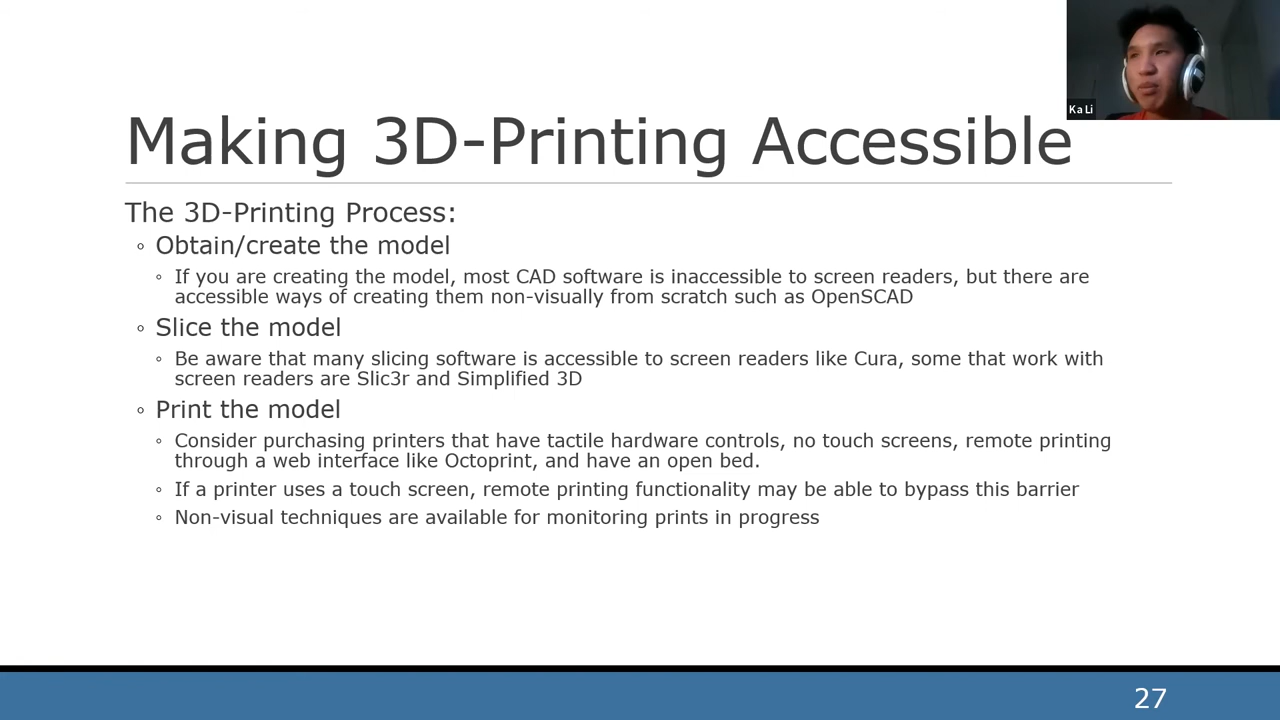 Ka Li
Making 3D-Printing Accessible
The 3D-Printing Process:
◦ Obtain/create the model
◦ If you are creating the model, most CAD software is inaccessible to screen readers, but there are
accessible ways of creating them non-visually from scratch such as OpenSCAD
◦ Slice the model
◦ Be aware that many slicing software is accessible to screen readers like Cura, some that work with
screen readers are Slic3r and Simplified 3D
◦ Print the model
◦ Consider purchasing printers that have tactile hardware controls, no touch screens, remote printing
through a web interface like Octoprint, and have an open bed.
◦ If a printer uses a touch screen, remote printing functionality may be able to bypass this barrier
◦ Non-visual techniques are available for monitoring prints in progress
27